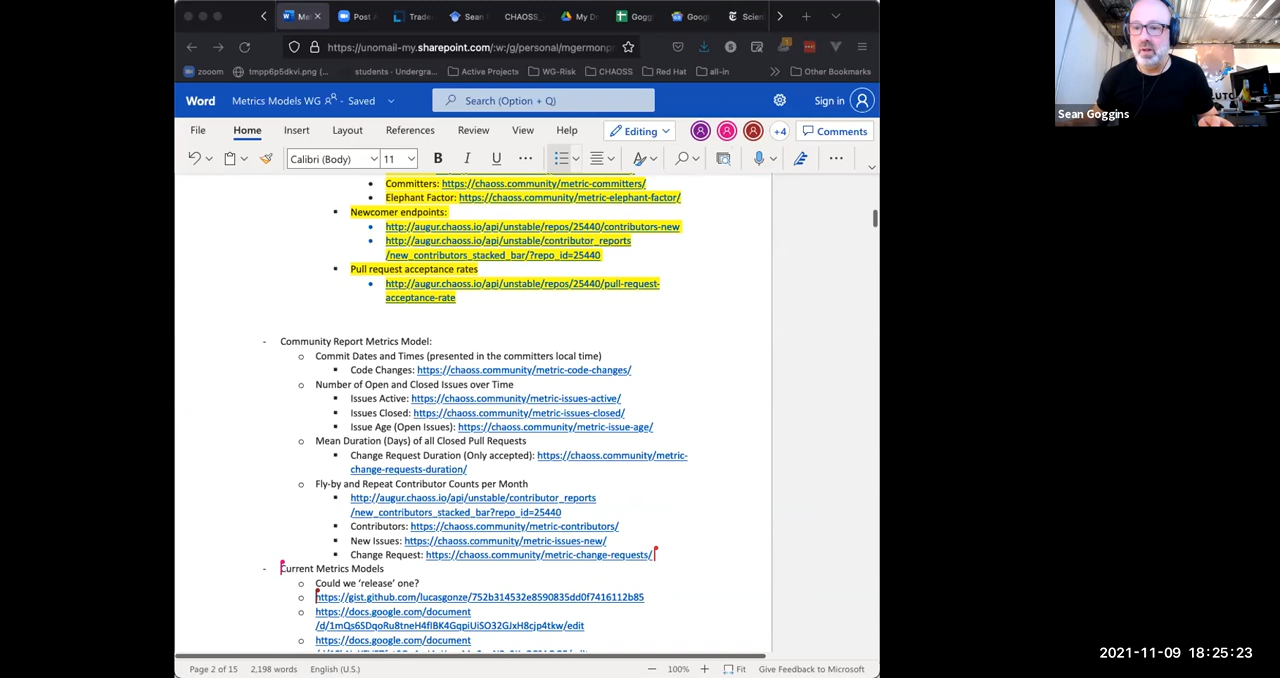 Me
Post A
Trade
Sean
CHAOSS_
My D
Gogg
Goog
Scien
https://unomail-my.sharepoint.com/:w:/g/personal/mgermonp
zooom
tmpp6p5dkvi.png (...
students - Undergra...
Active Projects
WG-Risk
CHAOSS
Red Hat
all-in
Other Bookmarks
Word
Metrics Models WG - Saved
Search (Option + Q)
Sign in
File
Home
Insert
Layout
References
Review
View
Help
Editing
+4
Comments
Calibri (Body)
11
B
I
U
Committers: https://chaoss.community/metric-committers/
Elephant Factor: https://chaoss.community/metric-elephant-factor/
Newcomer endpoints:
http://augur.chaoss.io/api/unstable/repos/25440/contributors-new
http://augur.chaoss.io/api/unstable/contributor_reports
/new_contributors_stacked_bar/?repo_id=25440
Pull request acceptance rates
http://augur.chaoss.io/api/unstable/repos/25440/pull-request-
acceptance-rate
- Community Report Metrics Model:
o Commit Dates and Times (presented in the committers local time)
Code Changes: https://chaoss.community/metric-code-changes/
o Number of Open and Closed Issues over Time
Issues Active: https://chaoss.community/metric-issues-active/
Issues Closed: https://chaoss.community/metric-issues-closed/
Issue Age (Open Issues): https://chaoss.community/metric-issue-age/
o Mean Duration (Days) of all Closed Pull Requests
Change Request Duration (Only accepted): https://chaoss.community/metric-
change-requests-duration/
o Fly-by and Repeat Contributor Counts per Month
http://augur.chaoss.io/api/unstable/contributor_reports
/new_contributors_stacked_bar?repo_id=25440
Contributors: https://chaoss.community/metric-contributors/
New Issues: https://chaoss.community/metric-issues-new/
Change Request: https://chaoss.community/metric-change-requests/
- Current Metrics Models
o Could we ‘release’ one?
o https://gist.github.com/lucasgonze/752b314532e8590835dd0f7416112b85
o https://docs.google.com/document
/d/1mQs6SDqoRu8tneH4fIBK4GqpiUiSO32GJxH8cjp4tkw/edit
o https://docs.google.com/document
Page 2 of 15
2,198 words
English (U.S.)
100%
Fit
Give Feedback to Microsoft
Sean Goggins
2021-11-09 18:25:23